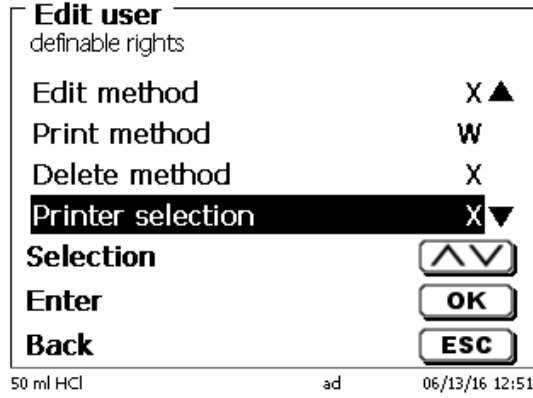 Edit user
definable rights
Edit method X▲
Print method W
Delete method X
Printer selection X▼
Selection
Enter OK
Back ESC
50 ml HCl ad 06/13/16 12:51